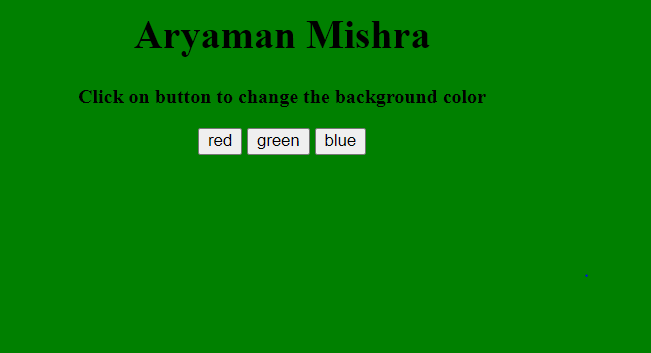 Aryaman Mishra
Click on button to change the background color
red green blue